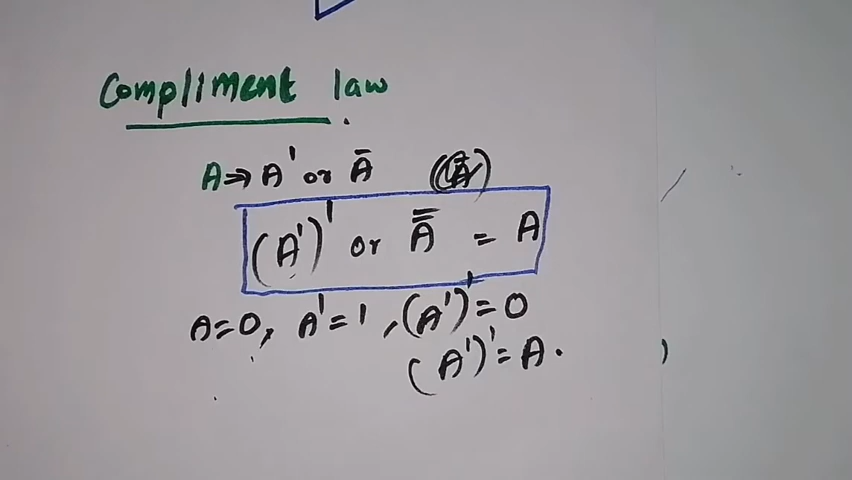 Compliment law
A⇒ A' or Ā
(A')' or A̿ = A
A=0, A'=1, (A')'=0
(A')'=A.